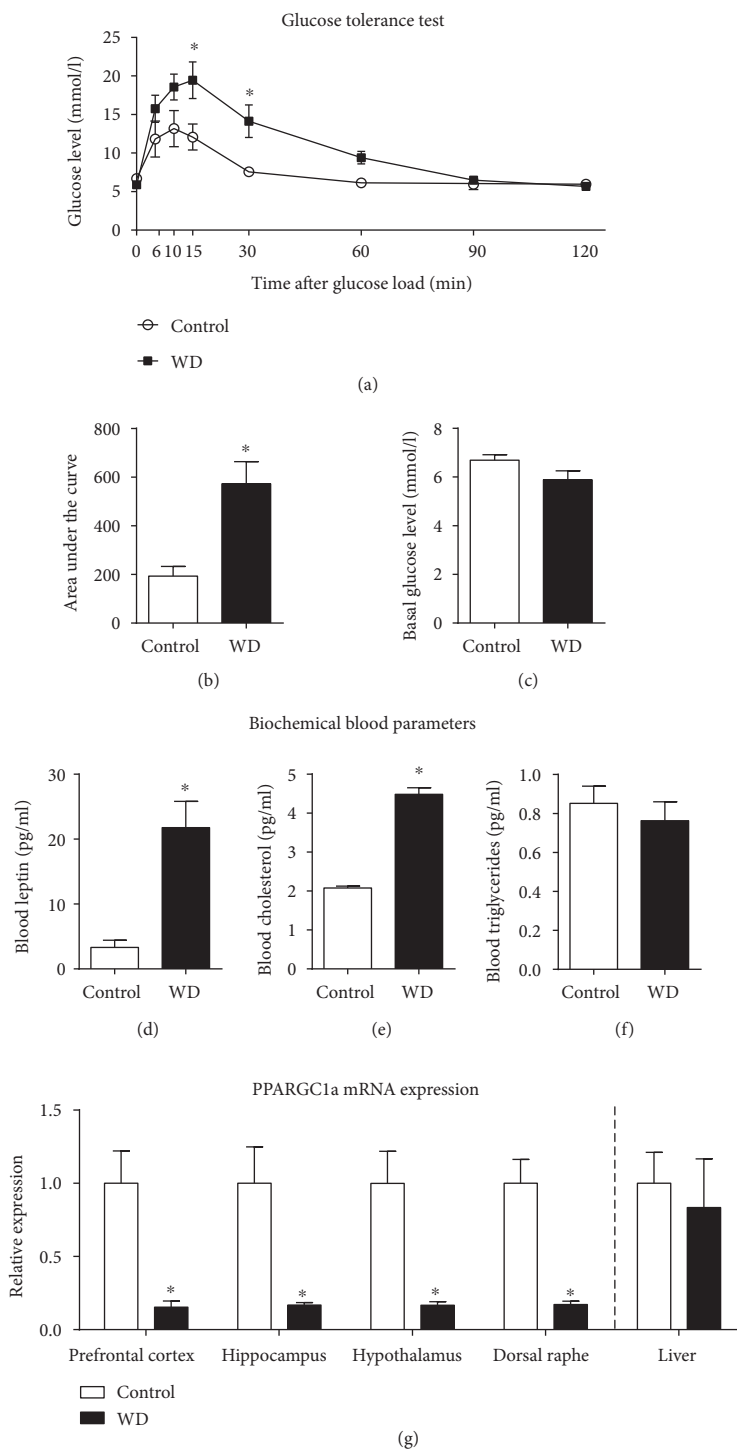 Glucose tolerance test
25
20
15
10
5
0
Glucose level (mmol/l)
*
*
0 6 10 15 30 60 90 120
Time after glucose load (min)
Control
WD
(a)
800
600
400
200
0
Area under the curve
*
Control WD
(b)
8
6
4
2
0
Basal glucose level (mmol/l)
Control WD
(c)
Biochemical blood parameters
30
20
10
0
Blood leptin (pg/ml)
*
Control WD
(d)
5
4
3
2
1
0
Blood cholesterol (pg/ml)
*
Control WD
(e)
1.0
0.8
0.6
0.4
0.2
0.0
Blood triglycerides (pg/ml)
Control WD
(f)
PPARGC1a mRNA expression
1.5
1.0
0.5
0.0
Relative expression
* * * *
Prefrontal cortex Hippocampus Hypothalamus Dorsal raphe Liver
Control
WD
(g)